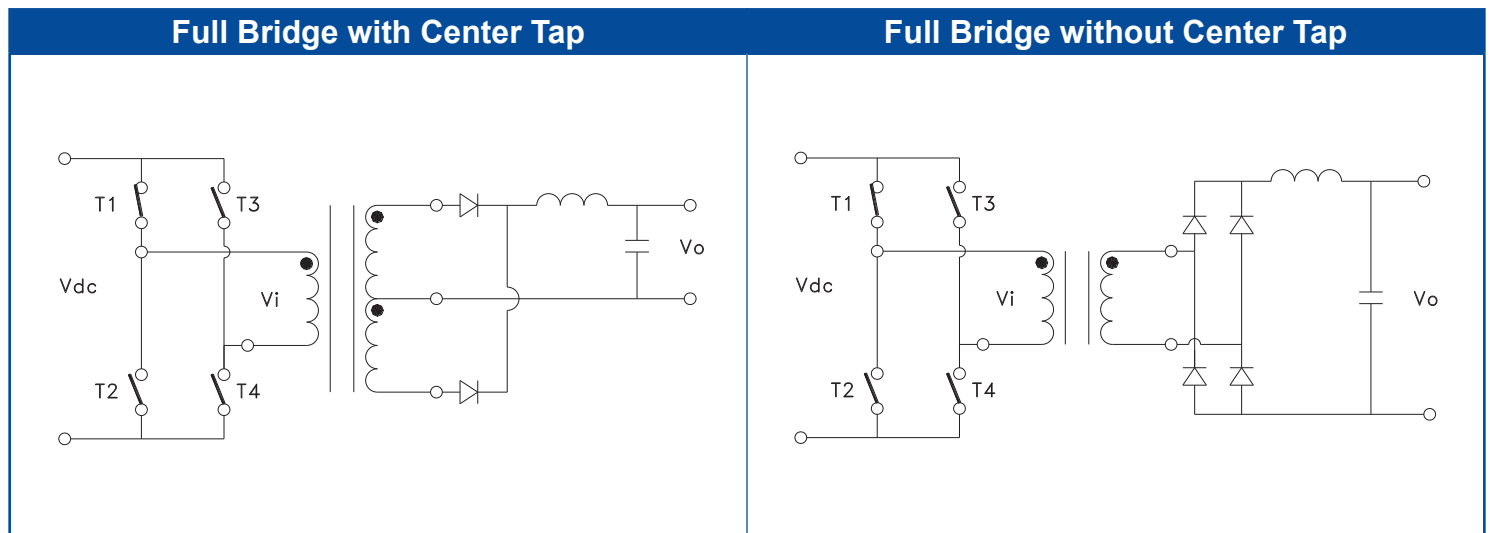 Full Bridge with Center Tap
Full Bridge without Center Tap
T1
T3
Vdc
Vi
Vo
T2
T4
T1
T3
Vdc
Vi
Vo
T2
T4